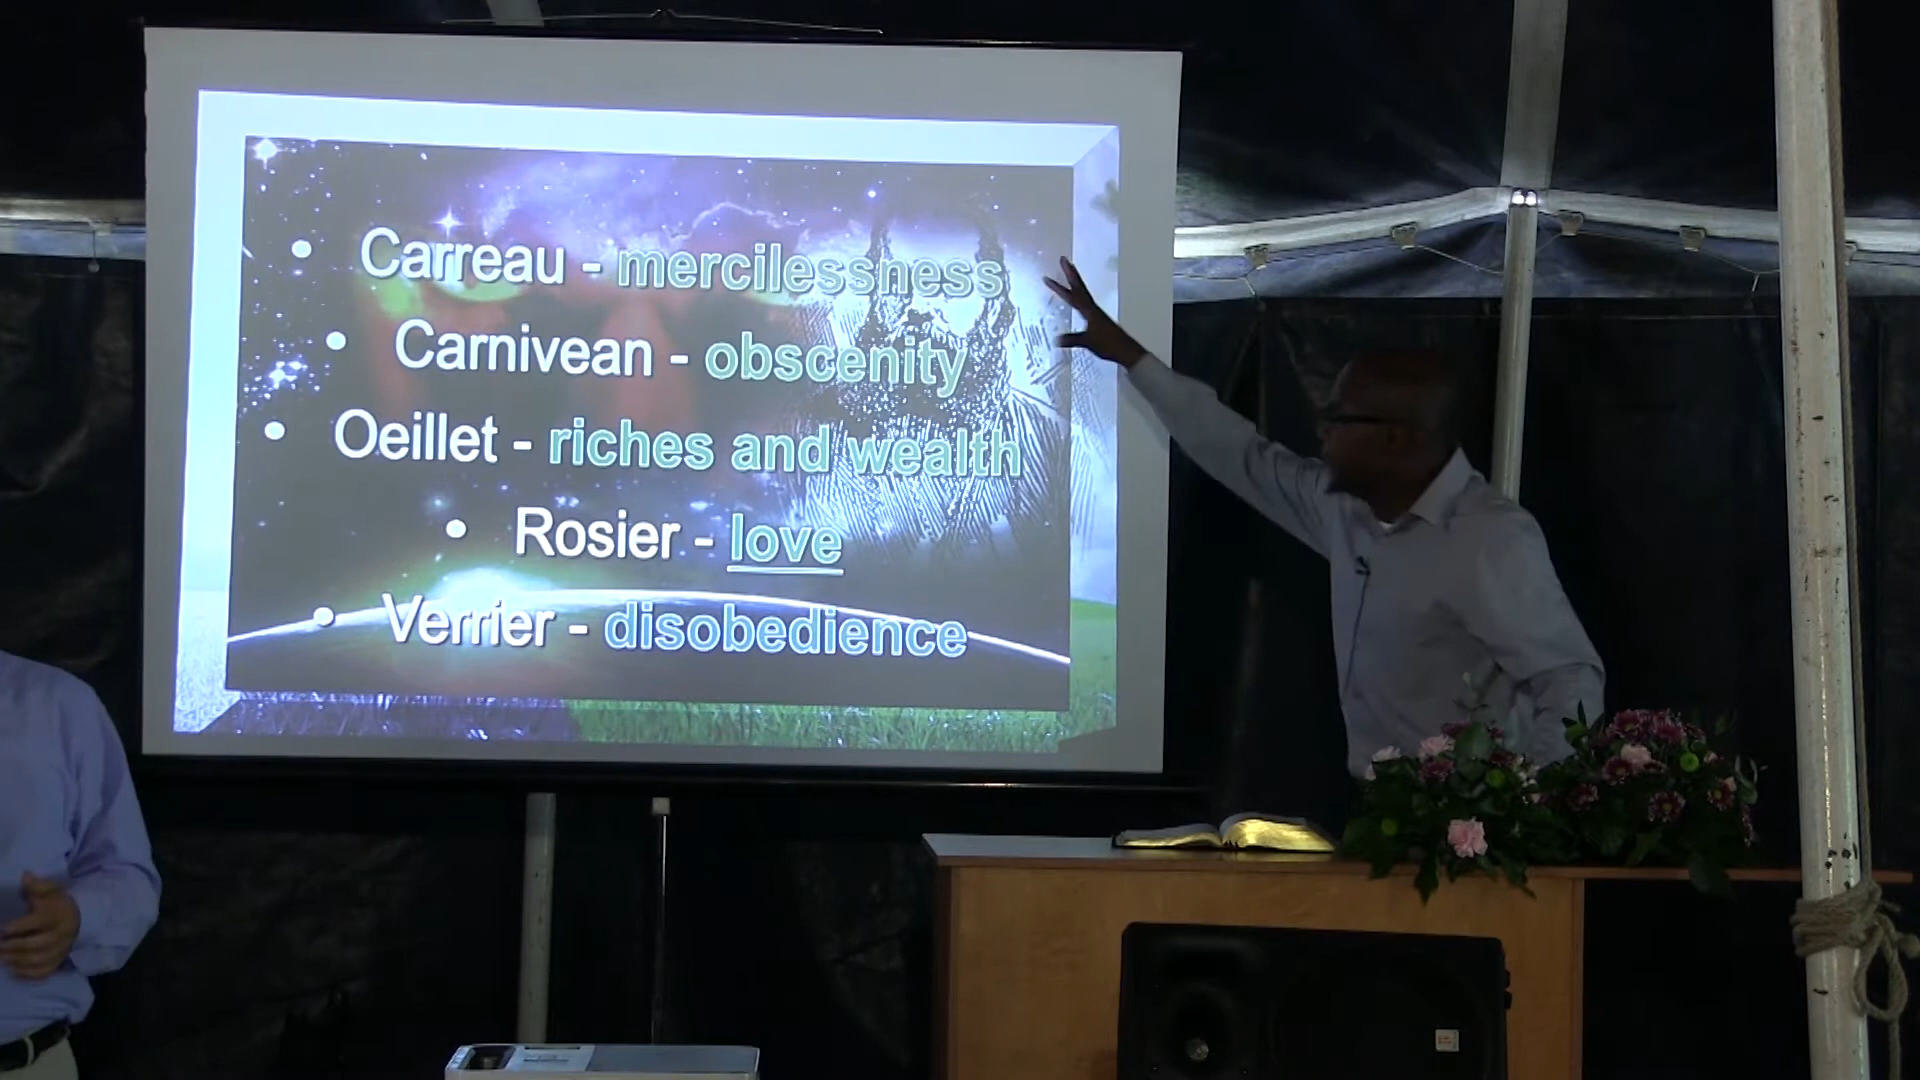 • Carreau - mercilessness
• Carnivean - obscenity
• Oeillet - riches and wealth
• Rosier - love
• Verrier - disobedience